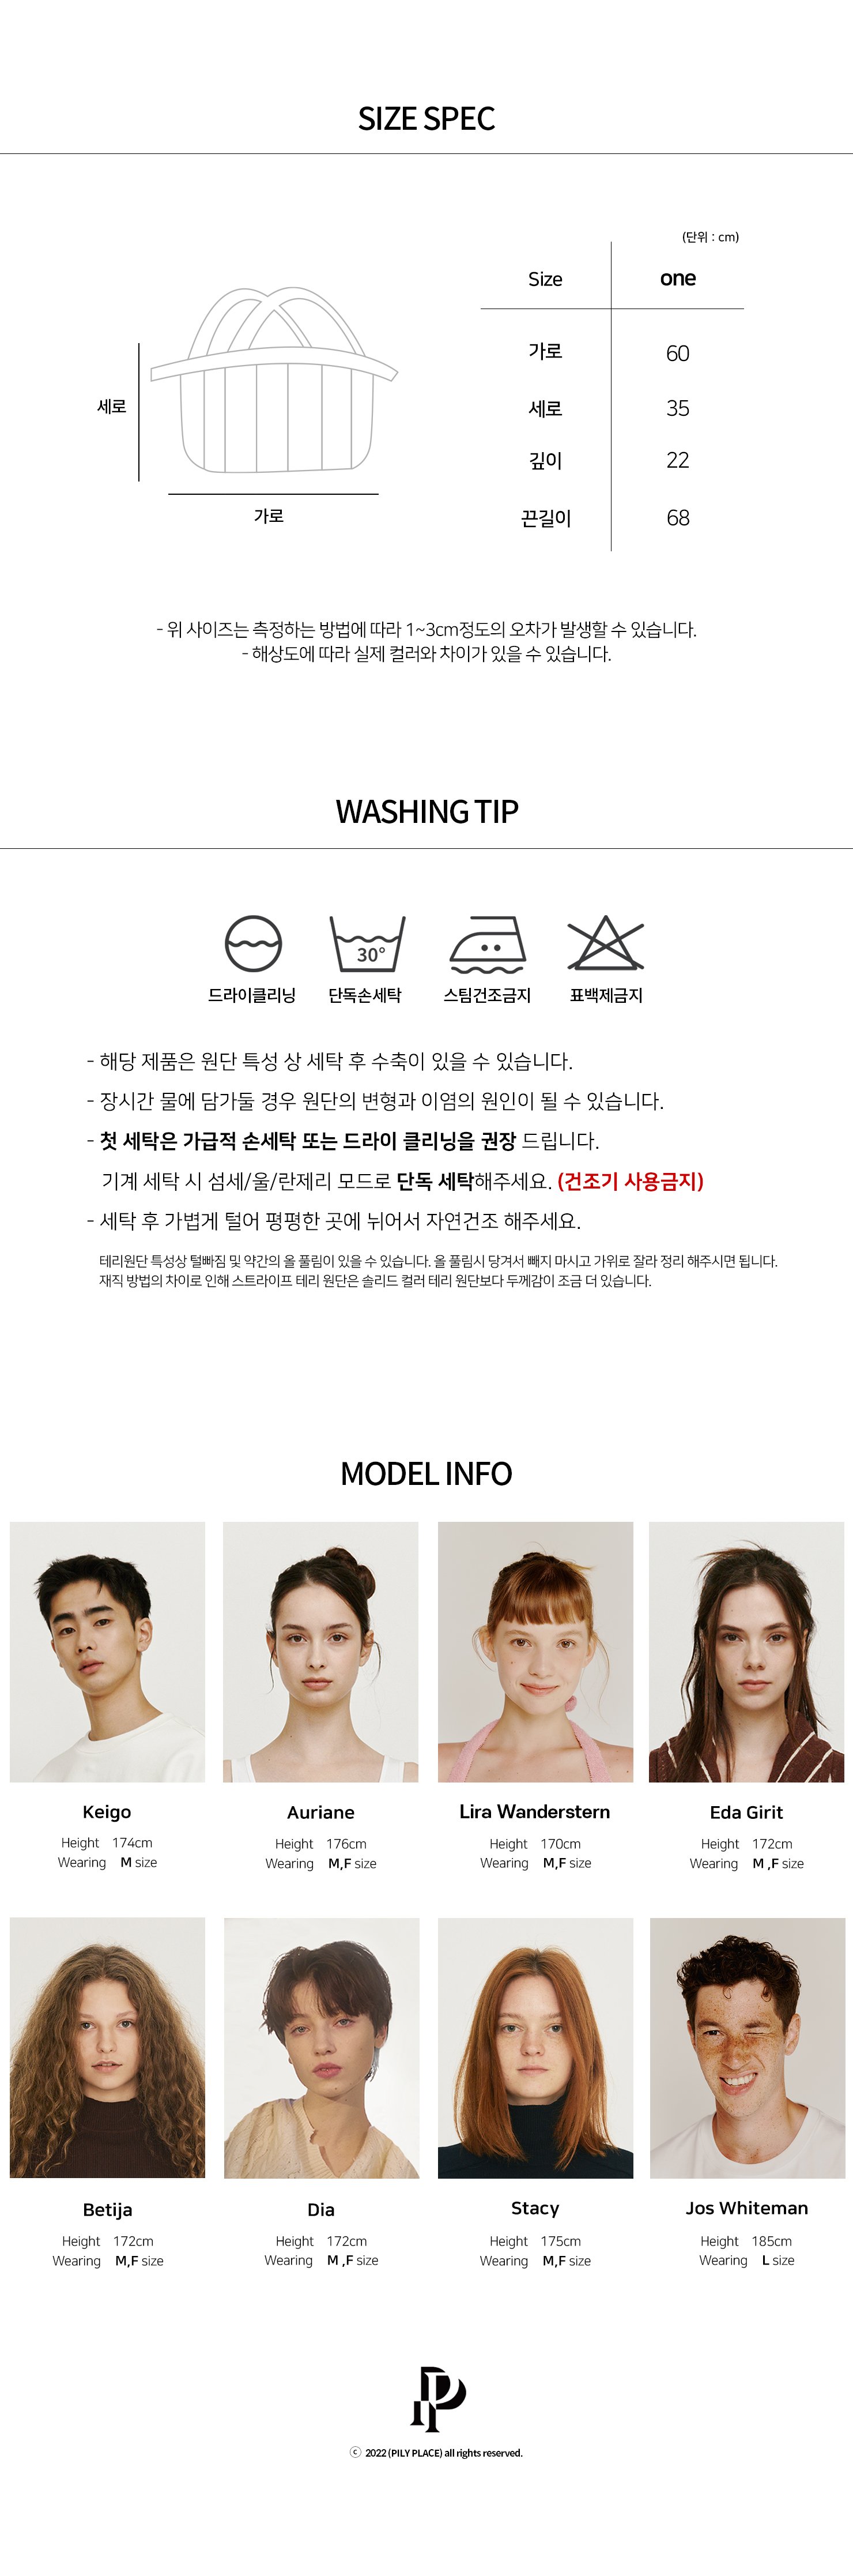 SIZE SPEC
(단위 : cm)
Size one
가로 60
세로 35
깊이 22
끈길이 68
세로
가로
- 위 사이즈는 측정하는 방법에 따라 1~3cm정도의 오차가 발생할 수 있습니다.
- 해상도에 따라 실제 컬러와 차이가 있을 수 있습니다.
WASHING TIP
30°
드라이클리닝 단독손세탁 스팀건조금지 표백제금지
- 해당 제품은 원단 특성 상 세탁 후 수축이 있을 수 있습니다.
- 장시간 물에 담가둘 경우 원단의 변형과 이염의 원인이 될 수 있습니다.
- 첫 세탁은 가급적 손세탁 또는 드라이 클리닝을 권장 드립니다.
기계 세탁 시 섬세/울/란제리 모드로 단독 세탁해주세요. (건조기 사용금지)
- 세탁 후 가볍게 털어 평평한 곳에 뉘어서 자연건조 해주세요.
테리원단 특성상 털빠짐 및 약간의 올 풀림이 있을 수 있습니다. 올 풀림시 당겨서 빼지 마시고 가위로 잘라 정리 해주시면 됩니다.
재직 방법의 차이로 인해 스트라이프 테리 원단은 솔리드 컬러 테리 원단보다 두께감이 조금 더 있습니다.
MODEL INFO
Keigo
Height 174cm
Wearing M size
Auriane
Height 176cm
Wearing M,F size
Lira Wanderstern
Height 170cm
Wearing M,F size
Eda Girit
Height 172cm
Wearing M ,F size
Betija
Height 172cm
Wearing M,F size
Dia
Height 172cm
Wearing M ,F size
Stacy
Height 175cm
Wearing M,F size
Jos Whiteman
Height 185cm
Wearing L size
PP
ⓒ 2022 (PILY PLACE) all rights reserved.